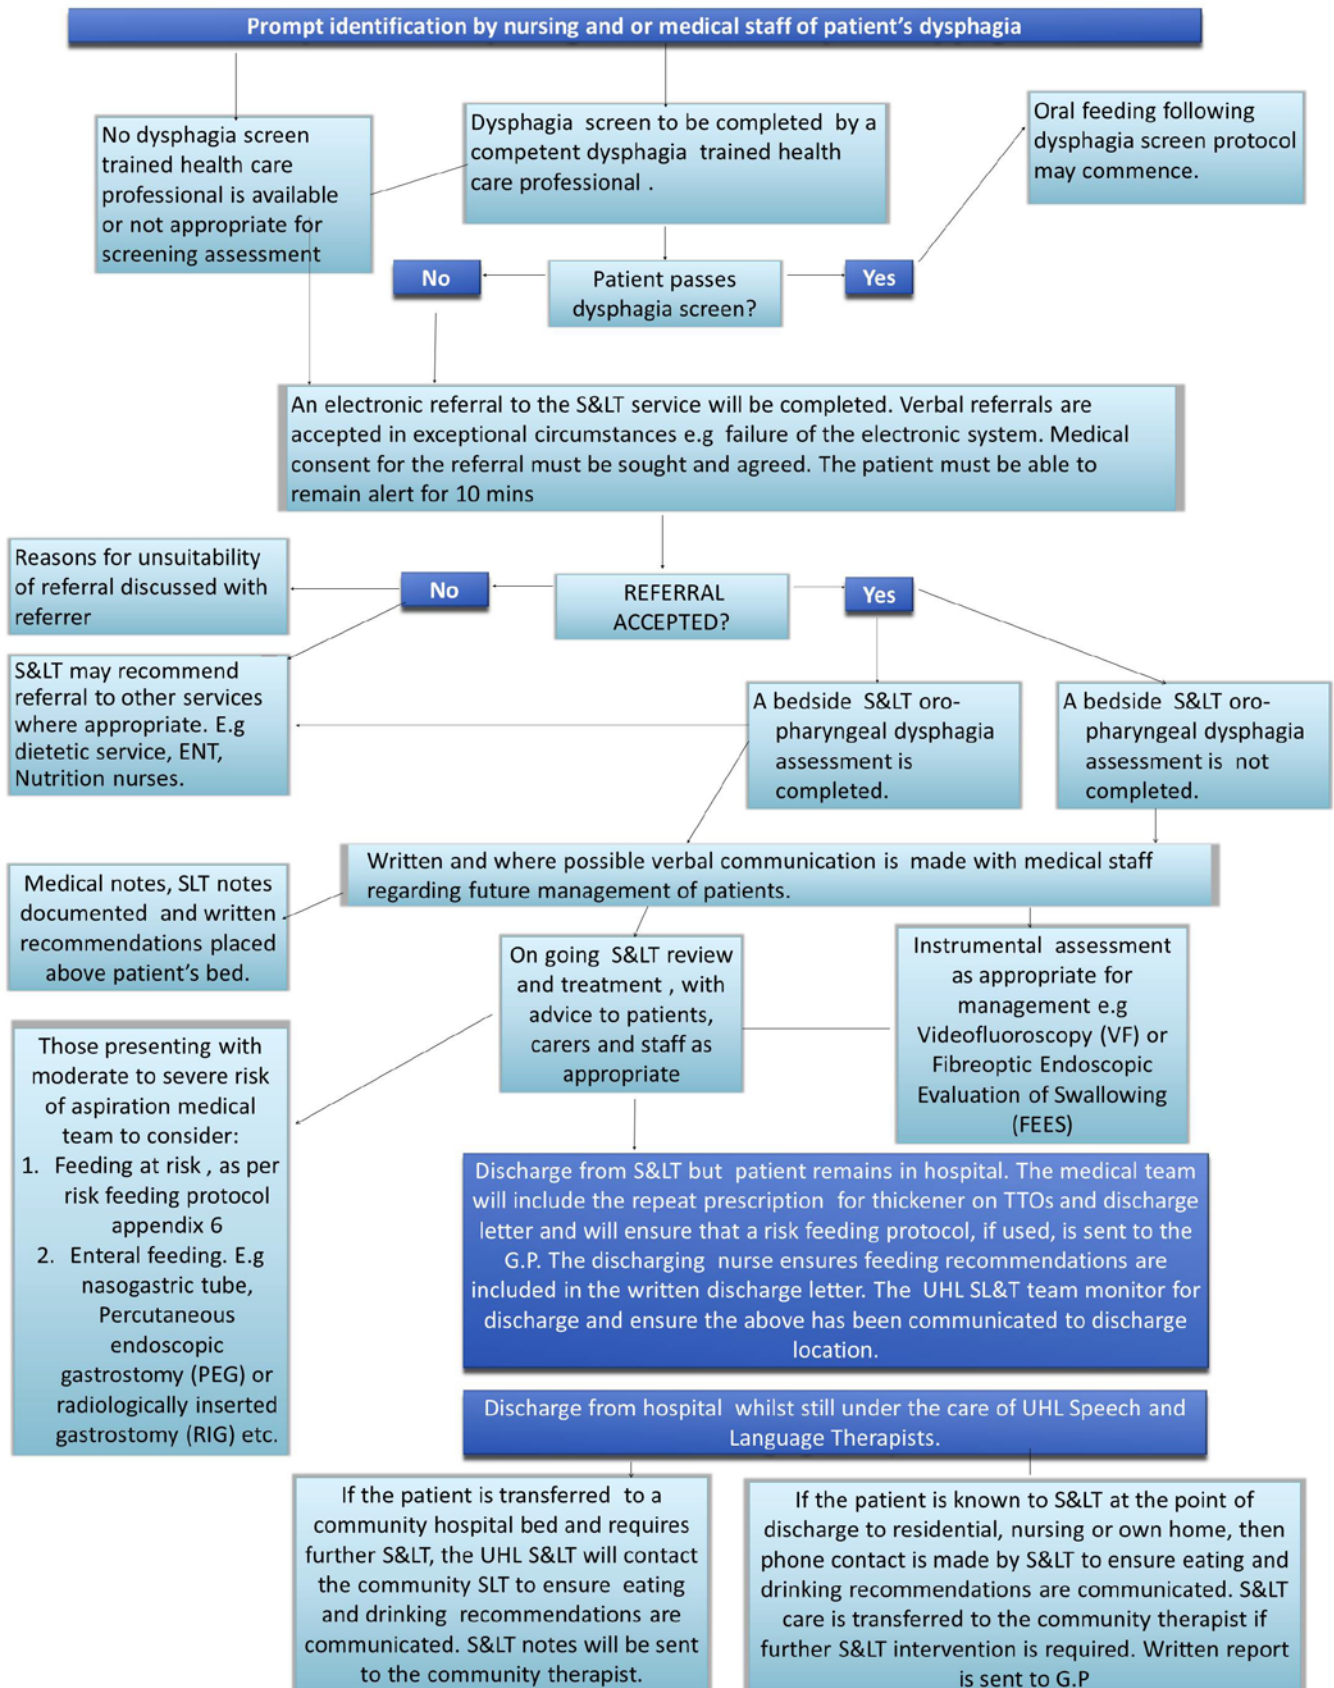 Prompt identification by nursing and or medical staff of patient's dysphagia
No dysphagia screen
trained health care
professional is available
or not appropriate for
screening assessment
Dysphagia screen to be completed by a
competent dysphagia trained health
care professional .
Oral feeding following
dysphagia screen protocol
may commence.
No
Patient passes
dysphagia screen?
Yes
An electronic referral to the S&LT service will be completed. Verbal referrals are
accepted in exceptional circumstances e.g failure of the electronic system. Medical
consent for the referral must be sought and agreed. The patient must be able to
remain alert for 10 mins
Reasons for unsuitability
of referral discussed with
referrer
No
REFERRAL
ACCEPTED?
Yes
S&LT may recommend
referral to other services
where appropriate. E.g
dietetic service, ENT,
Nutrition nurses.
A bedside S&LT oro-
pharyngeal dysphagia
assessment is
completed.
A bedside S&LT oro-
pharyngeal dysphagia
assessment is not
completed.
Written and where possible verbal communication is made with medical staff
regarding future management of patients.
Medical notes, SLT notes
documented and written
recommendations placed
above patient's bed.
On going S&LT review
and treatment , with
advice to patients,
carers and staff as
appropriate
Instrumental assessment
as appropriate for
management e.g
Videofluoroscopy (VF) or
Fibreoptic Endoscopic
Evaluation of Swallowing
(FEES)
Those presenting with
moderate to severe risk
of aspiration medical
team to consider:
1. Feeding at risk , as per
risk feeding protocol
appendix 6
2. Enteral feeding. E.g
nasogastric tube,
Percutaneous
endoscopic
gastrostomy (PEG) or
radiologically inserted
gastrostomy (RIG) etc.
Discharge from S&LT but patient remains in hospital. The medical team
will include the repeat prescription for thickener on TTOs and discharge
letter and will ensure that a risk feeding protocol, if used, is sent to the
G.P. The discharging nurse ensures feeding recommendations are
included in the written discharge letter. The UHL SL&T team monitor for
discharge and ensure the above has been communicated to discharge
location.
Discharge from hospital whilst still under the care of UHL Speech and
Language Therapists.
If the patient is transferred to a
community hospital bed and requires
further S&LT, the UHL S&LT will contact
the community SLT to ensure eating
and drinking recommendations are
communicated. S&LT notes will be sent
to the community therapist.
If the patient is known to S&LT at the point of
discharge to residential, nursing or own home, then
phone contact is made by S&LT to ensure eating and
drinking recommendations are communicated. S&LT
care is transferred to the community therapist if
further S&LT intervention is required. Written report
is sent to G.P